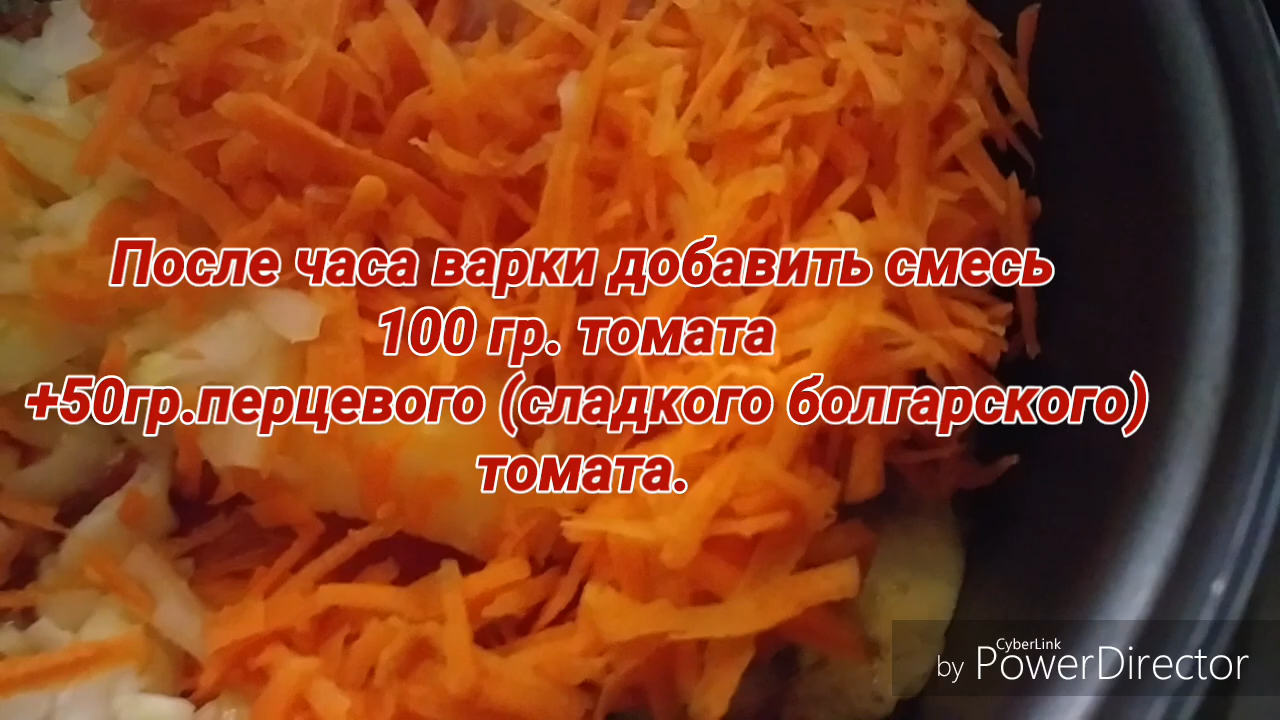 После часа варки добавить смесь
100 гр. томата
+50гр.перцевого (сладкого болгарского)
томата.
CyberLink
by PowerDirector